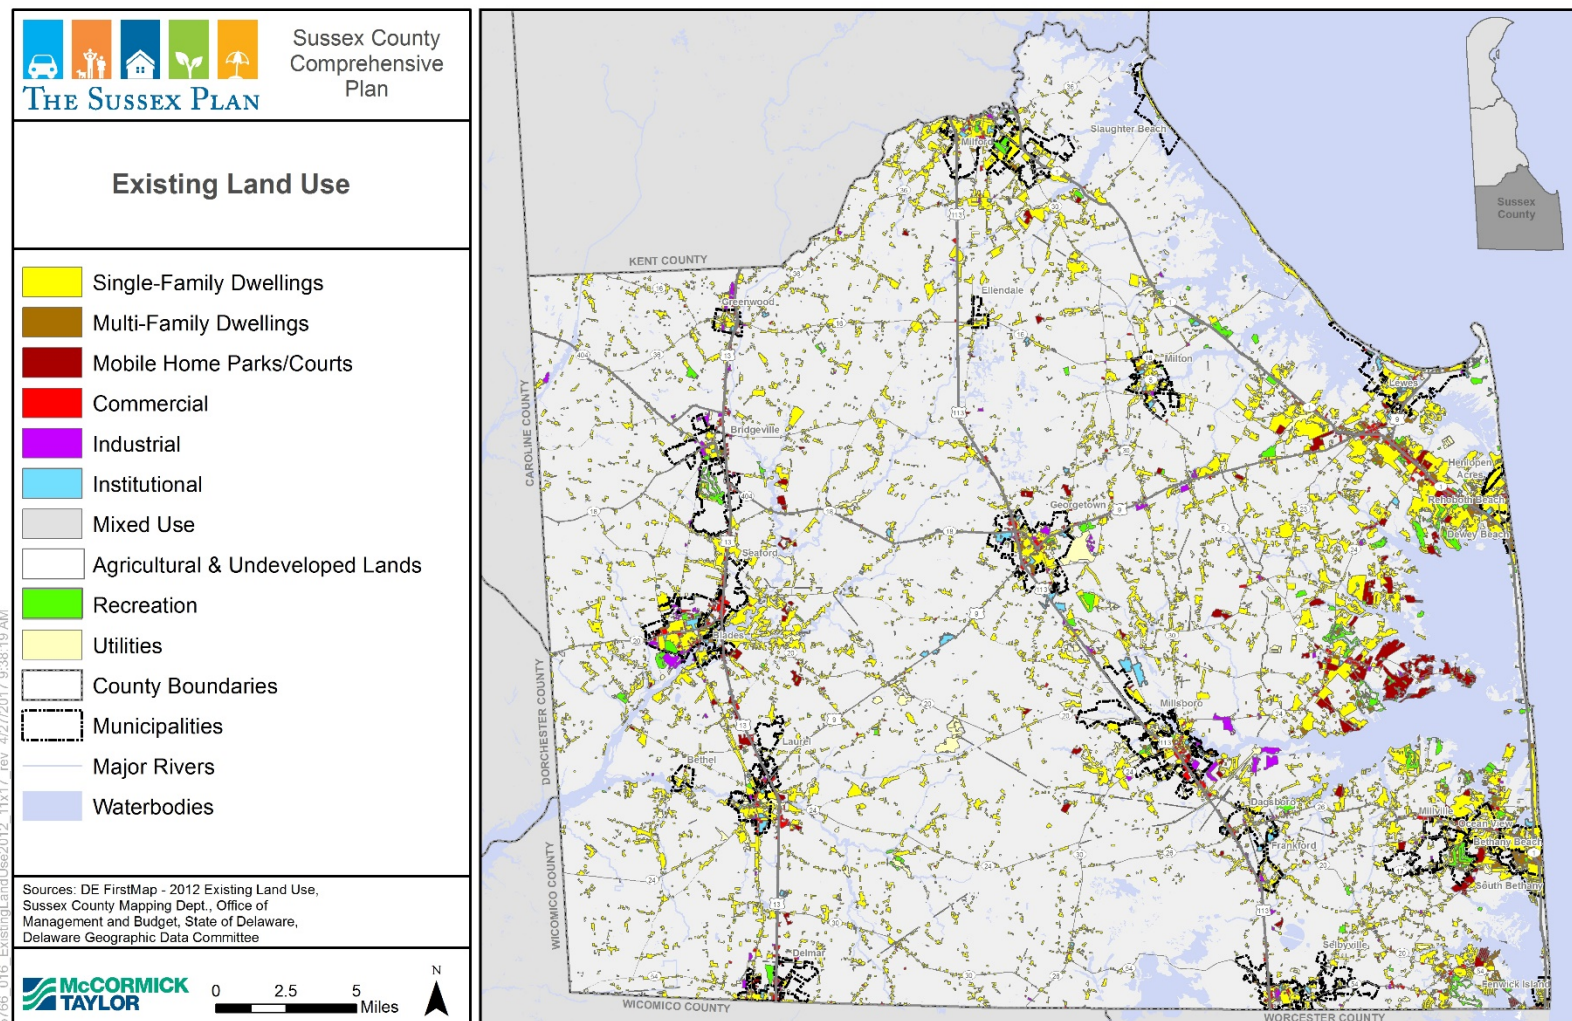 THE SUSSEX PLAN
Sussex County
Comprehensive
Plan
Existing Land Use
Single-Family Dwellings
Multi-Family Dwellings
Mobile Home Parks/Courts
Commercial
Industrial
Institutional
Mixed Use
Agricultural & Undeveloped Lands
Recreation
Utilities
County Boundaries
Municipalities
Major Rivers
Waterbodies
Sources: DE FirstMap - 2012 Existing Land Use,
Sussex County Mapping Dept., Office of
Management and Budget, State of Delaware,
Delaware Geographic Data Committee
McCORMICK
TAYLOR
0 2.5 5
Miles
N
Sussex
County
KENT COUNTY
CAROLINE COUNTY
DORCHESTER COUNTY
WICOMICO COUNTY
WICOMICO COUNTY
WORCESTER COUNTY
Slaughter Beach
Milford
Greenwood
Ellendale
Milton
Lewes
Bridgeville
Henlopen
Acres
Rehoboth Beach
Dewey Beach
Georgetown
Seaford
Blades
Millsboro
Laurel
Bethel
Dagsboro
Millville
Ocean View
Bethany Beach
Frankford
South Bethany
Selbyville
Delmar
Fenwick Island